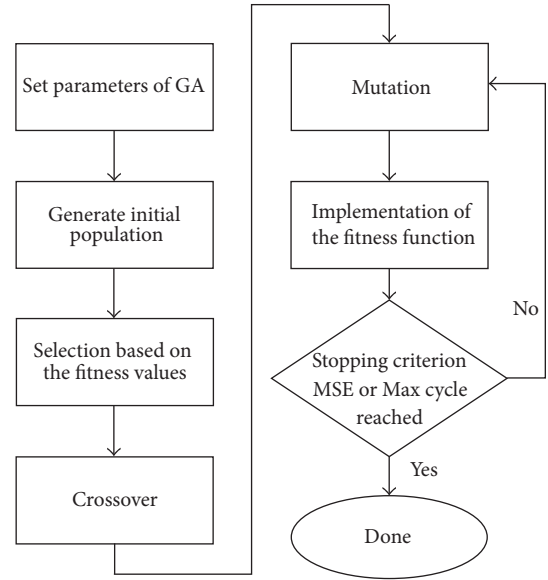 Set parameters of GA
Generate initial
population
Selection based on
the fitness values
Crossover
Mutation
Implementation of
the fitness function
Stopping criterion
MSE or Max cycle
reached
No
Yes
Done